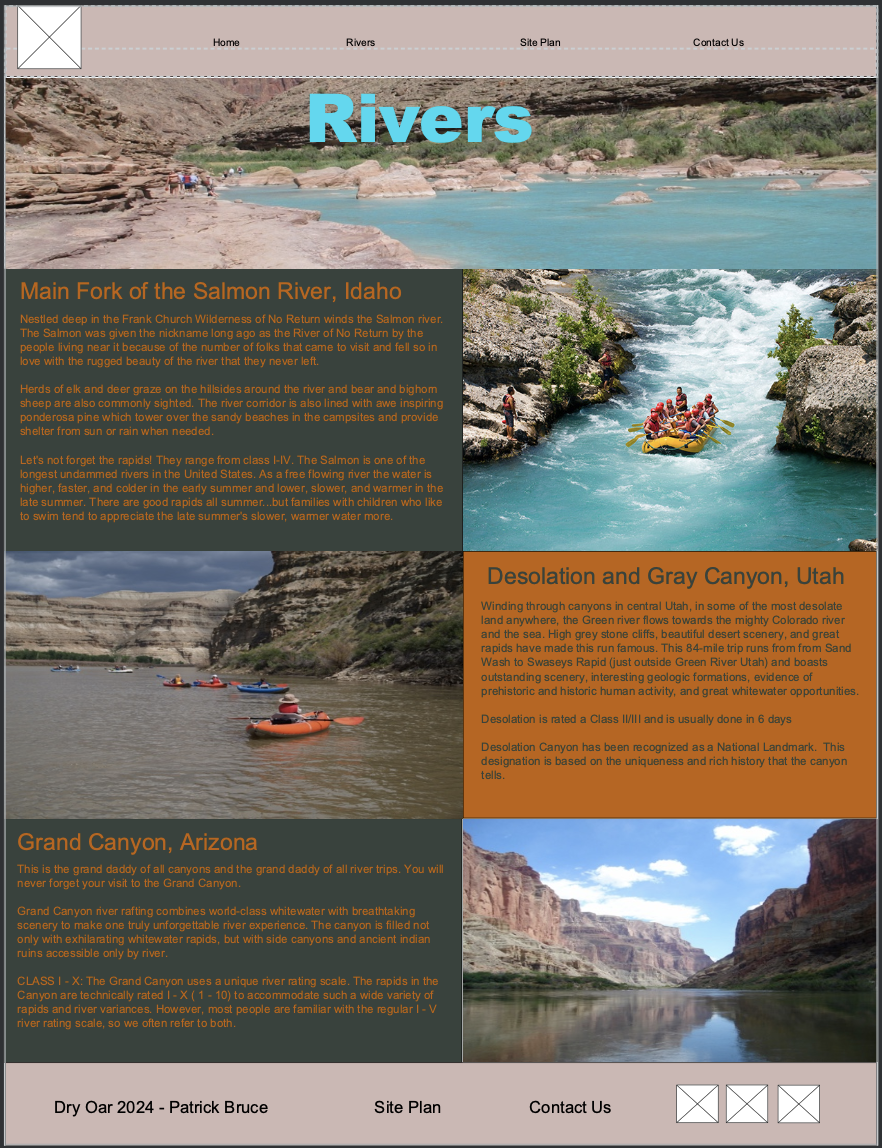 Home Rivers Site Plan Contact Us
Rivers
Main Fork of the Salmon River, Idaho
Nestled deep in the Frank Church Wilderness of No Return winds the Salmon river.
The Salmon was given the nickname long ago as the River of No Return by the
people living near it because of the number of folks that came to visit and fell so in
love with the rugged beauty of the river that they never left.
Herds of elk and deer graze on the hillsides around the river and bear and bighorn
sheep are also commonly sighted. The river corridor is also lined with awe inspiring
ponderosa pine which tower over the sandy beaches in the campsites and provide
shelter from sun or rain when needed.
Let's not forget the rapids! They range from class I-IV. The Salmon is one of the
longest undammed rivers in the United States. As a free flowing river the water is
higher, faster, and colder in the early summer and lower, slower, and warmer in the
late summer. There are good rapids all summer...but families with children who like
to swim tend to appreciate the late summer's slower, warmer water more.
Desolation and Gray Canyon, Utah
Winding through canyons in central Utah, in some of the most desolate
land anywhere, the Green river flows towards the mighty Colorado river
and the sea. High grey stone cliffs, beautiful desert scenery, and great
rapids have made this run famous. This 84-mile trip runs from from Sand
Wash to Swaseys Rapid (just outside Green River Utah) and boasts
outstanding scenery, interesting geologic formations, evidence of
prehistoric and historic human activity, and great whitewater opportunities.
Desolation is rated a Class II/III and is usually done in 6 days
Desolation Canyon has been recognized as a National Landmark.  This
designation is based on the uniqueness and rich history that the canyon
tells.
Grand Canyon, Arizona
This is the grand daddy of all canyons and the grand daddy of all river trips. You will
never forget your visit to the Grand Canyon.
Grand Canyon river rafting combines world-class whitewater with breathtaking
scenery to make one truly unforgettable river experience. The canyon is filled not
only with exhilarating whitewater rapids, but with side canyons and ancient indian
ruins accessible only by river.
CLASS I - X: The Grand Canyon uses a unique river rating scale. The rapids in the
Canyon are technically rated I - X ( 1 - 10) to accommodate such a wide variety of
rapids and river variances. However, most people are familiar with the regular I - V
river rating scale, so we often refer to both.
Dry Oar 2024 - Patrick Bruce Site Plan Contact Us